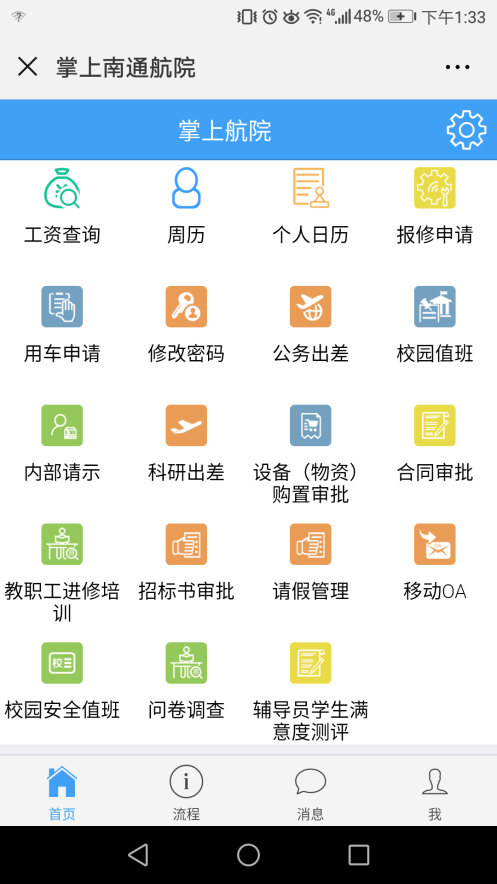 4G 48% 下午1:33
掌上南通航院
掌上航院
工资查询 周历 个人日历 报修申请
用车申请 修改密码 公务出差 校园值班
内部请示 科研出差 设备（物资）购置审批 合同审批
教职工进修培训 招标书审批 请假管理 移动OA
校园安全值班 问卷调查 辅导员学生满意度测评
首页 流程 消息 我